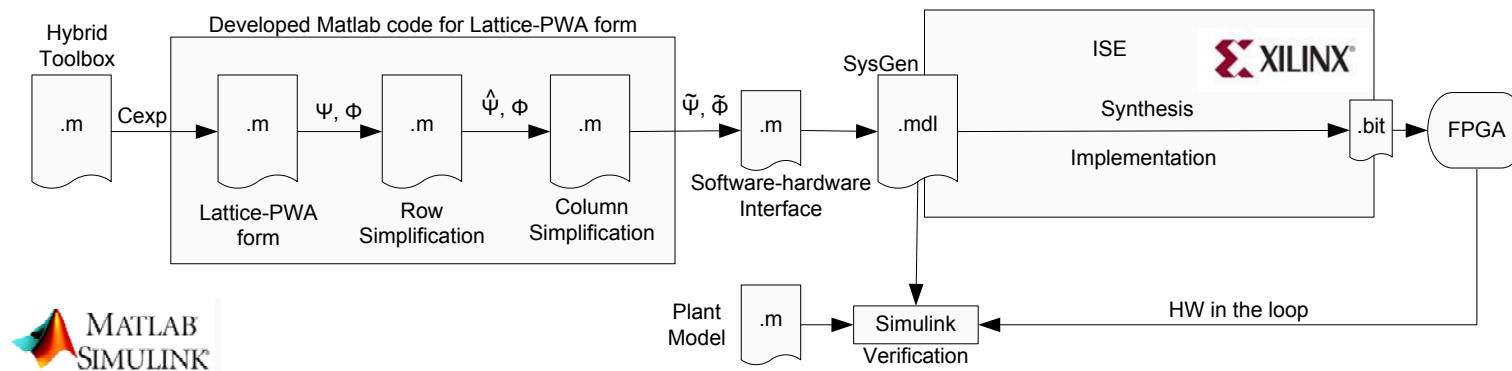 Hybrid
Toolbox
.m
Cexp
Developed Matlab code for Lattice-PWA form
.m
Ψ, Φ
.m
Ψ̂, Φ
.m
Lattice-PWA
form
Row
Simplification
Column
Simplification
Ψ̃, Φ̃
.m
Software-hardware
Interface
SysGen
.mdl
ISE
XILINX®
Synthesis
Implementation
.bit
FPGA
Plant
Model
.m
Simulink
Verification
HW in the loop
MATLAB
SIMULINK®